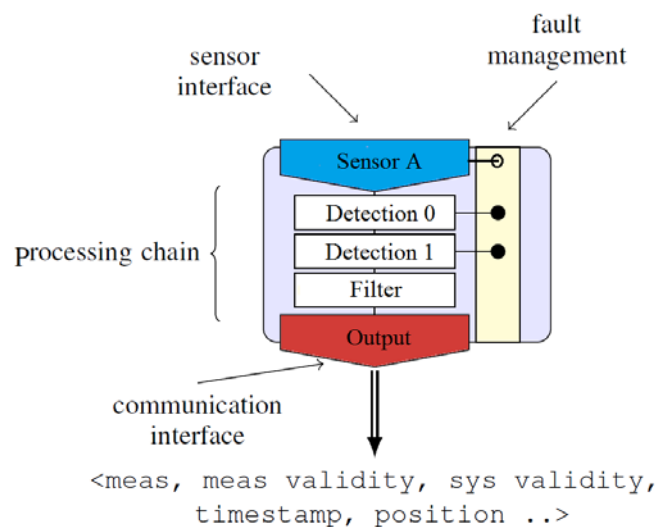 fault
management
sensor
interface
Sensor A
Detection 0
Detection 1
Filter
processing chain
Output
communication
interface
<meas, meas validity, sys validity,
timestamp, position ..>